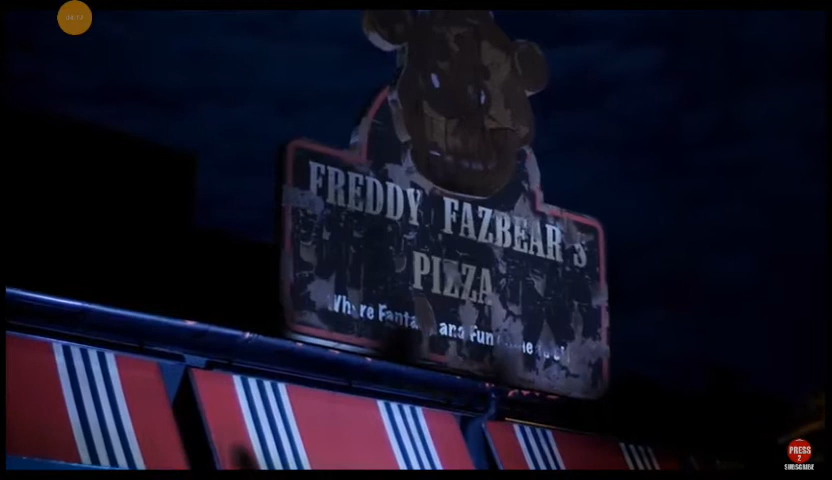 FREDDY FAZBEAR'S
PIZZA
Where and Fun
PRESS
2
SUBSCRIBE